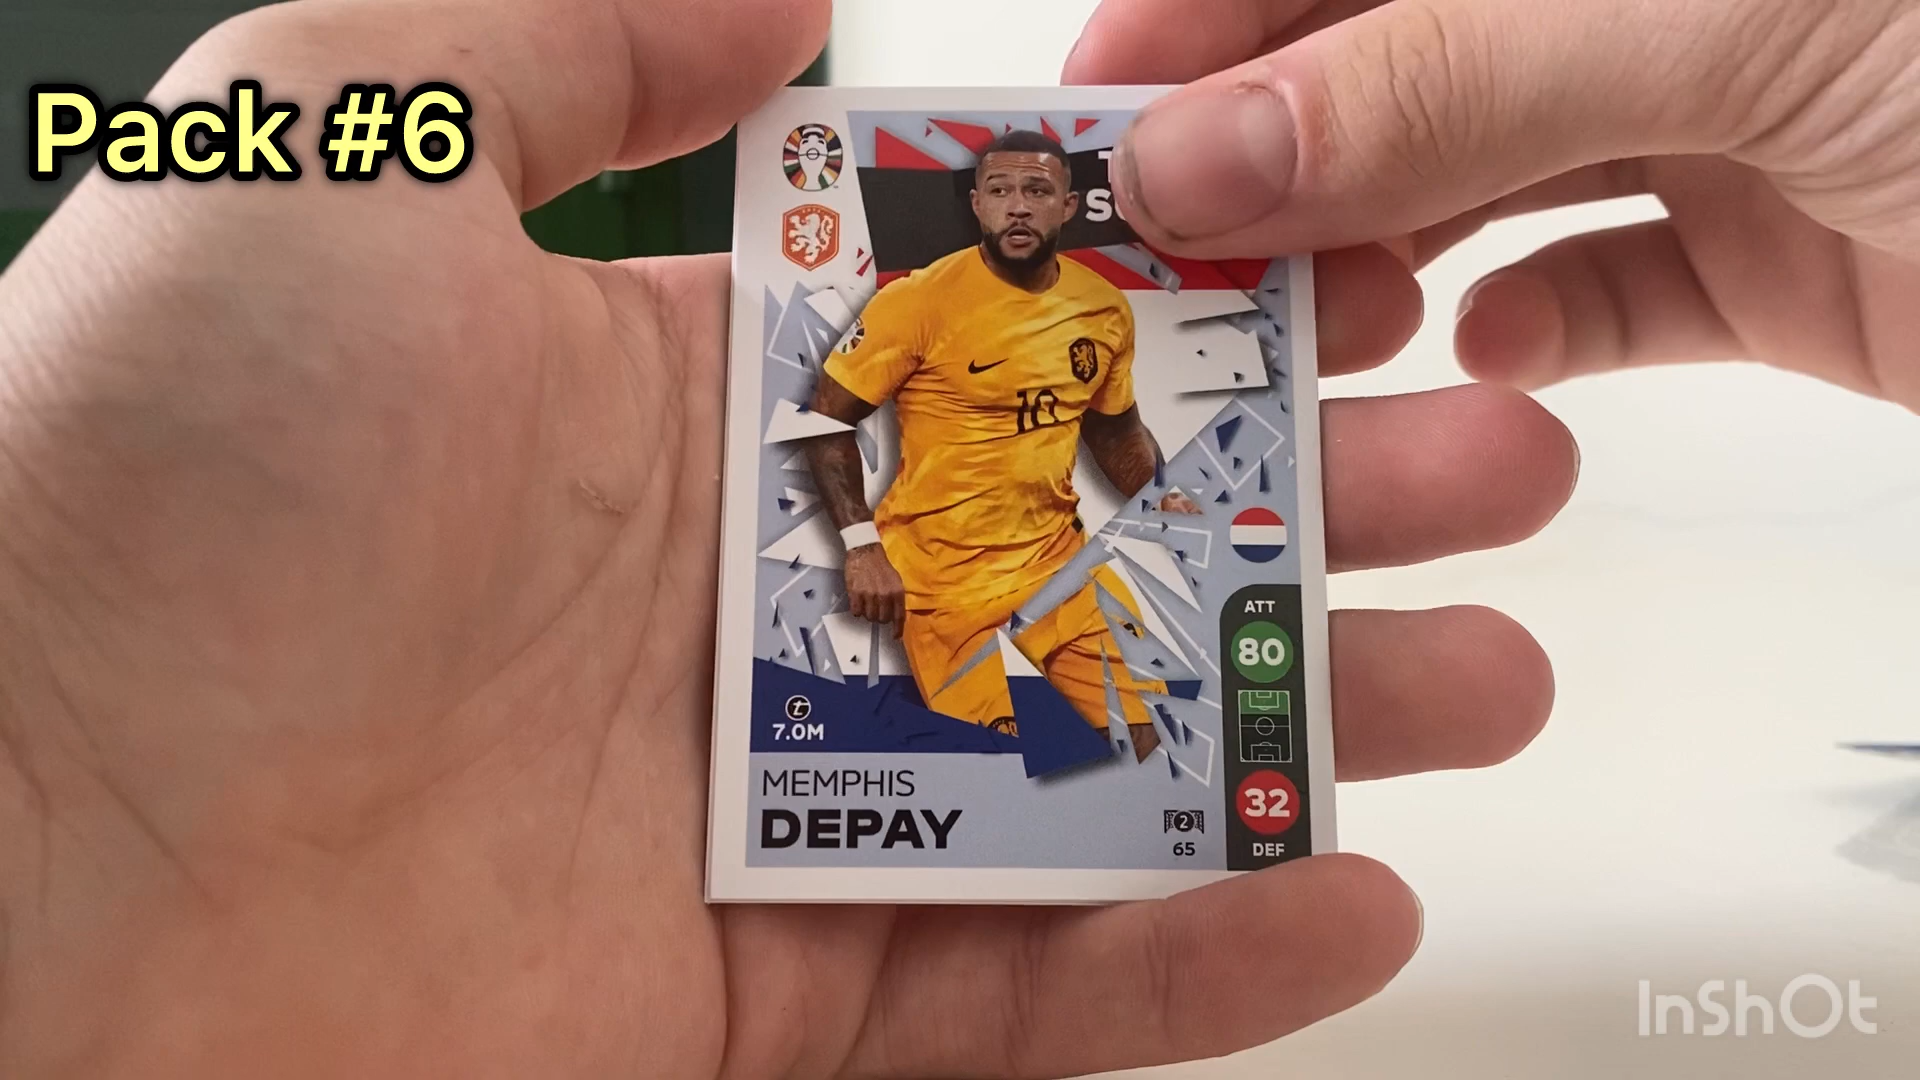 Pack #6
10
ATT
80
7.0M
MEMPHIS
DEPAY
2
65
32
DEF
InShOt